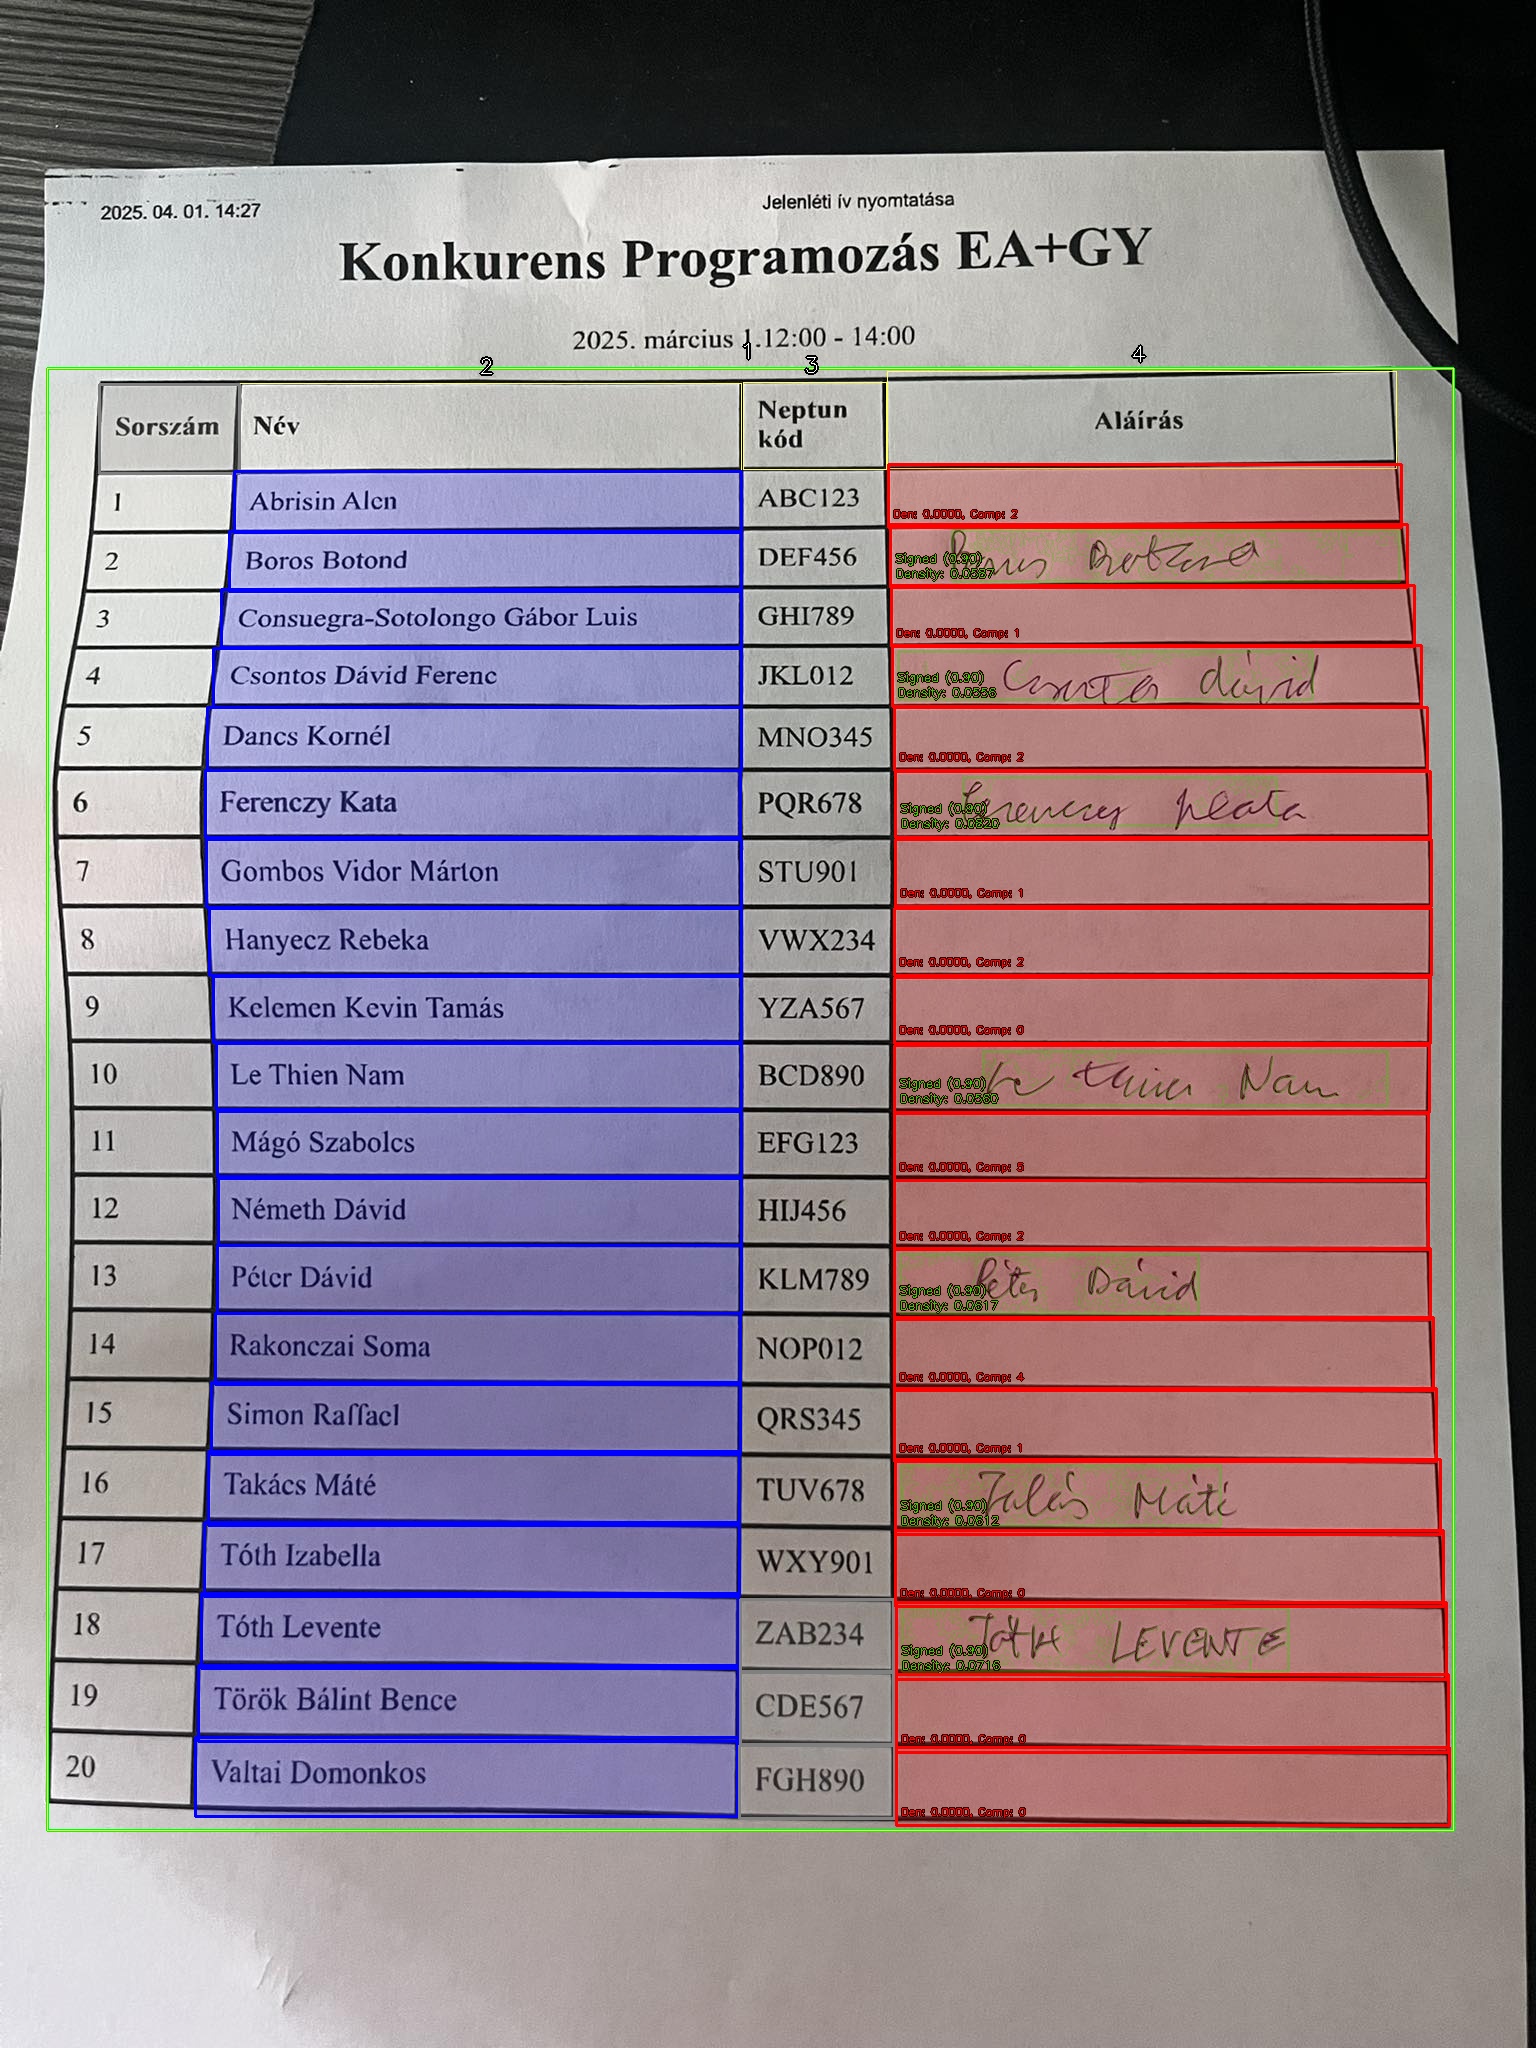 2025. 04. 01. 14:27 Jelenléti ív nyomtatása
Konkurens Programozás EA+GY
2025. március 1.12:00 - 14:00
2 1 3 4
Sorszám Név Neptun kód Aláírás
1 Abrisin Alen ABC123 Den: 0.0000, Comp: 2
2 Boros Botond DEF456 Boros Botond Signed (0.90) Density: 0.0587
3 Consuegra-Sotolongo Gábor Luis GHI789 Den: 0.0000, Comp: 1
4 Csontos Dávid Ferenc JKL012 Csontos dávid Signed (0.90) Density: 0.0556
5 Dancs Kornél MNO345 Den: 0.0000, Comp: 2
6 Ferenczy Kata PQR678 Ferenczy Kata Signed (0.90) Density: 0.0620
7 Gombos Vidor Márton STU901 Den: 0.0000, Comp: 1
8 Hanyecz Rebeka VWX234 Den: 0.0000, Comp: 2
9 Kelemen Kevin Tamás YZA567 Den: 0.0000, Comp: 0
10 Le Thien Nam BCD890 Le thien Nam Signed (0.90) Density: 0.0560
11 Mágó Szabolcs EFG123 Den: 0.0000, Comp: 5
12 Németh Dávid HIJ456 Den: 0.0000, Comp: 2
13 Péter Dávid KLM789 Péter Dávid Signed (0.90) Density: 0.0617
14 Rakonczai Soma NOP012 Den: 0.0000, Comp: 4
15 Simon Raffael QRS345 Den: 0.0000, Comp: 1
16 Takács Máté TUV678 Máté Signed (0.90) Density: 0.0612
17 Tóth Izabella WXY901 Den: 0.0000, Comp: 0
18 Tóth Levente ZAB234 TótH LEVENTE Signed (0.90) Density: 0.0716
19 Török Bálint Bence CDE567 Den: 0.0000, Comp: 0
20 Valtai Domonkos FGH890 Den: 0.0000, Comp: 0